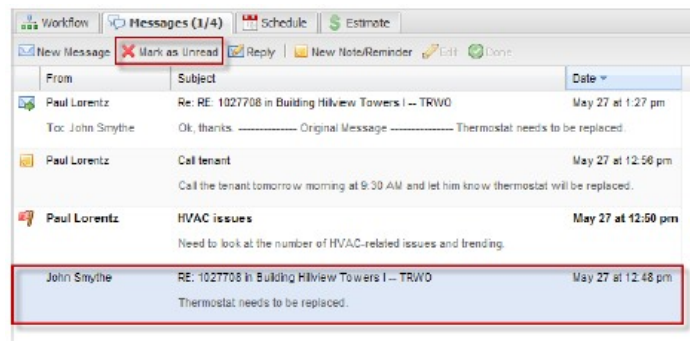 Workflow Messages (1/4) Schedule Estimate
New Message Mark as Unread Reply New Note/Reminder Edit Done
From Subject Date
Paul Lorentz Re: RE: 1027708 in Building Hillview Towers I -- TRWO May 27 at 1:27 pm
To: John Smythe Ok, thanks. -------------- Original Message --------------- Thermostat needs to be replaced.
Paul Lorentz Call tenant May 27 at 12:56 pm
Call the tenant tomorrow morning at 9:30 AM and let him know thermostat will be replaced.
Paul Lorentz HVAC issues May 27 at 12:50 pm
Need to look at the number of HVAC-related issues and trending.
John Smythe RE: 1027708 in Building Hillview Towers I -- TRWO May 27 at 12:48 pm
Thermostat needs to be replaced.